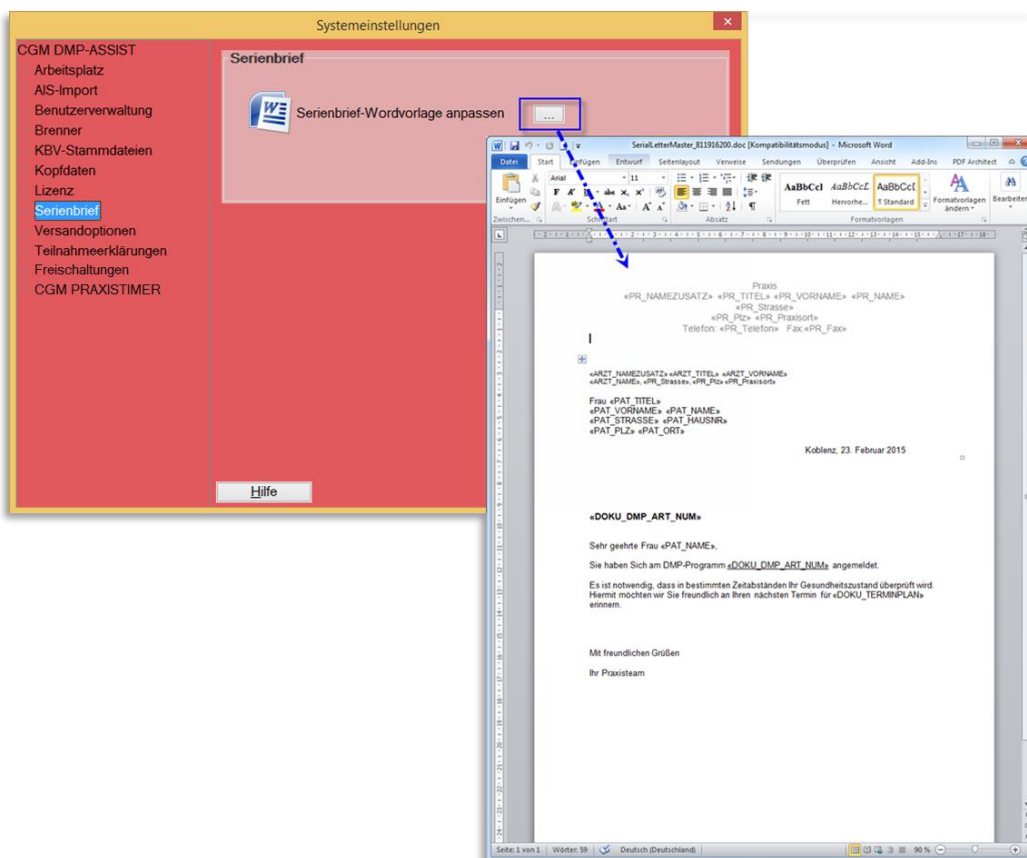 Systemeinstellungen
CGM DMP-ASSIST
Arbeitsplatz
AIS-Import
Benutzerverwaltung
Brenner
KBV-Stammdateien
Kopfdaten
Lizenz
Serienbrief
Versandoptionen
Teilnahmeerklärungen
Freischaltungen
CGM PRAXISTIMER
Serienbrief
Serienbrief-Wordvorlage anpassen
...
Hilfe
SerialLetterMaster_811916200.doc [Kompatibilitätsmodus] - Microsoft Word
Datei Start Einfügen Entwurf Seitenlayout Verweise Sendungen Überprüfen Ansicht Add-Ins PDF Architect
Arial 11
AaBbCcI AaBbCcI AaBbCcI
Einfügen
Fett Hervorhe... ¶ Standard
Formatvorlagen ändern
Bearbeiten
Zwischen... Schriftart Absatz Formatvorlagen
Praxis
«PR_NAMEZUSATZ» «PR_TITEL» «PR_VORNAME» «PR_NAME»
«PR_Strasse»
«PR_Plz» «PR_Praxisort»
Telefon: «PR_Telefon» Fax:«PR_Fax»
«ARZT_NAMEZUSATZ» «ARZT_TITEL» «ARZT_VORNAME»
«ARZT_NAME», «PR_Strasse», «PR_Plz» «PR_Praxisort»
Frau «PAT_TITEL»
«PAT_VORNAME» «PAT_NAME»
«PAT_STRASSE» «PAT_HAUSNR»
«PAT_PLZ» «PAT_ORT»
Koblenz, 23. Februar 2015
«DOKU_DMP_ART_NUM»
Sehr geehrte Frau «PAT_NAME»,
Sie haben Sich am DMP-Programm «DOKU_DMP_ART_NUM» angemeldet.
Es ist notwendig, dass in bestimmten Zeitabständen Ihr Gesundheitszustand überprüft wird.
Hiermit möchten wir Sie freundlich an Ihren nächsten Termin für «DOKU_TERMINPLAN»
erinnern.
Mit freundlichen Grüßen
Ihr Praxisteam
Seite: 1 von 1 Wörter: 59 Deutsch (Deutschland) 90 %